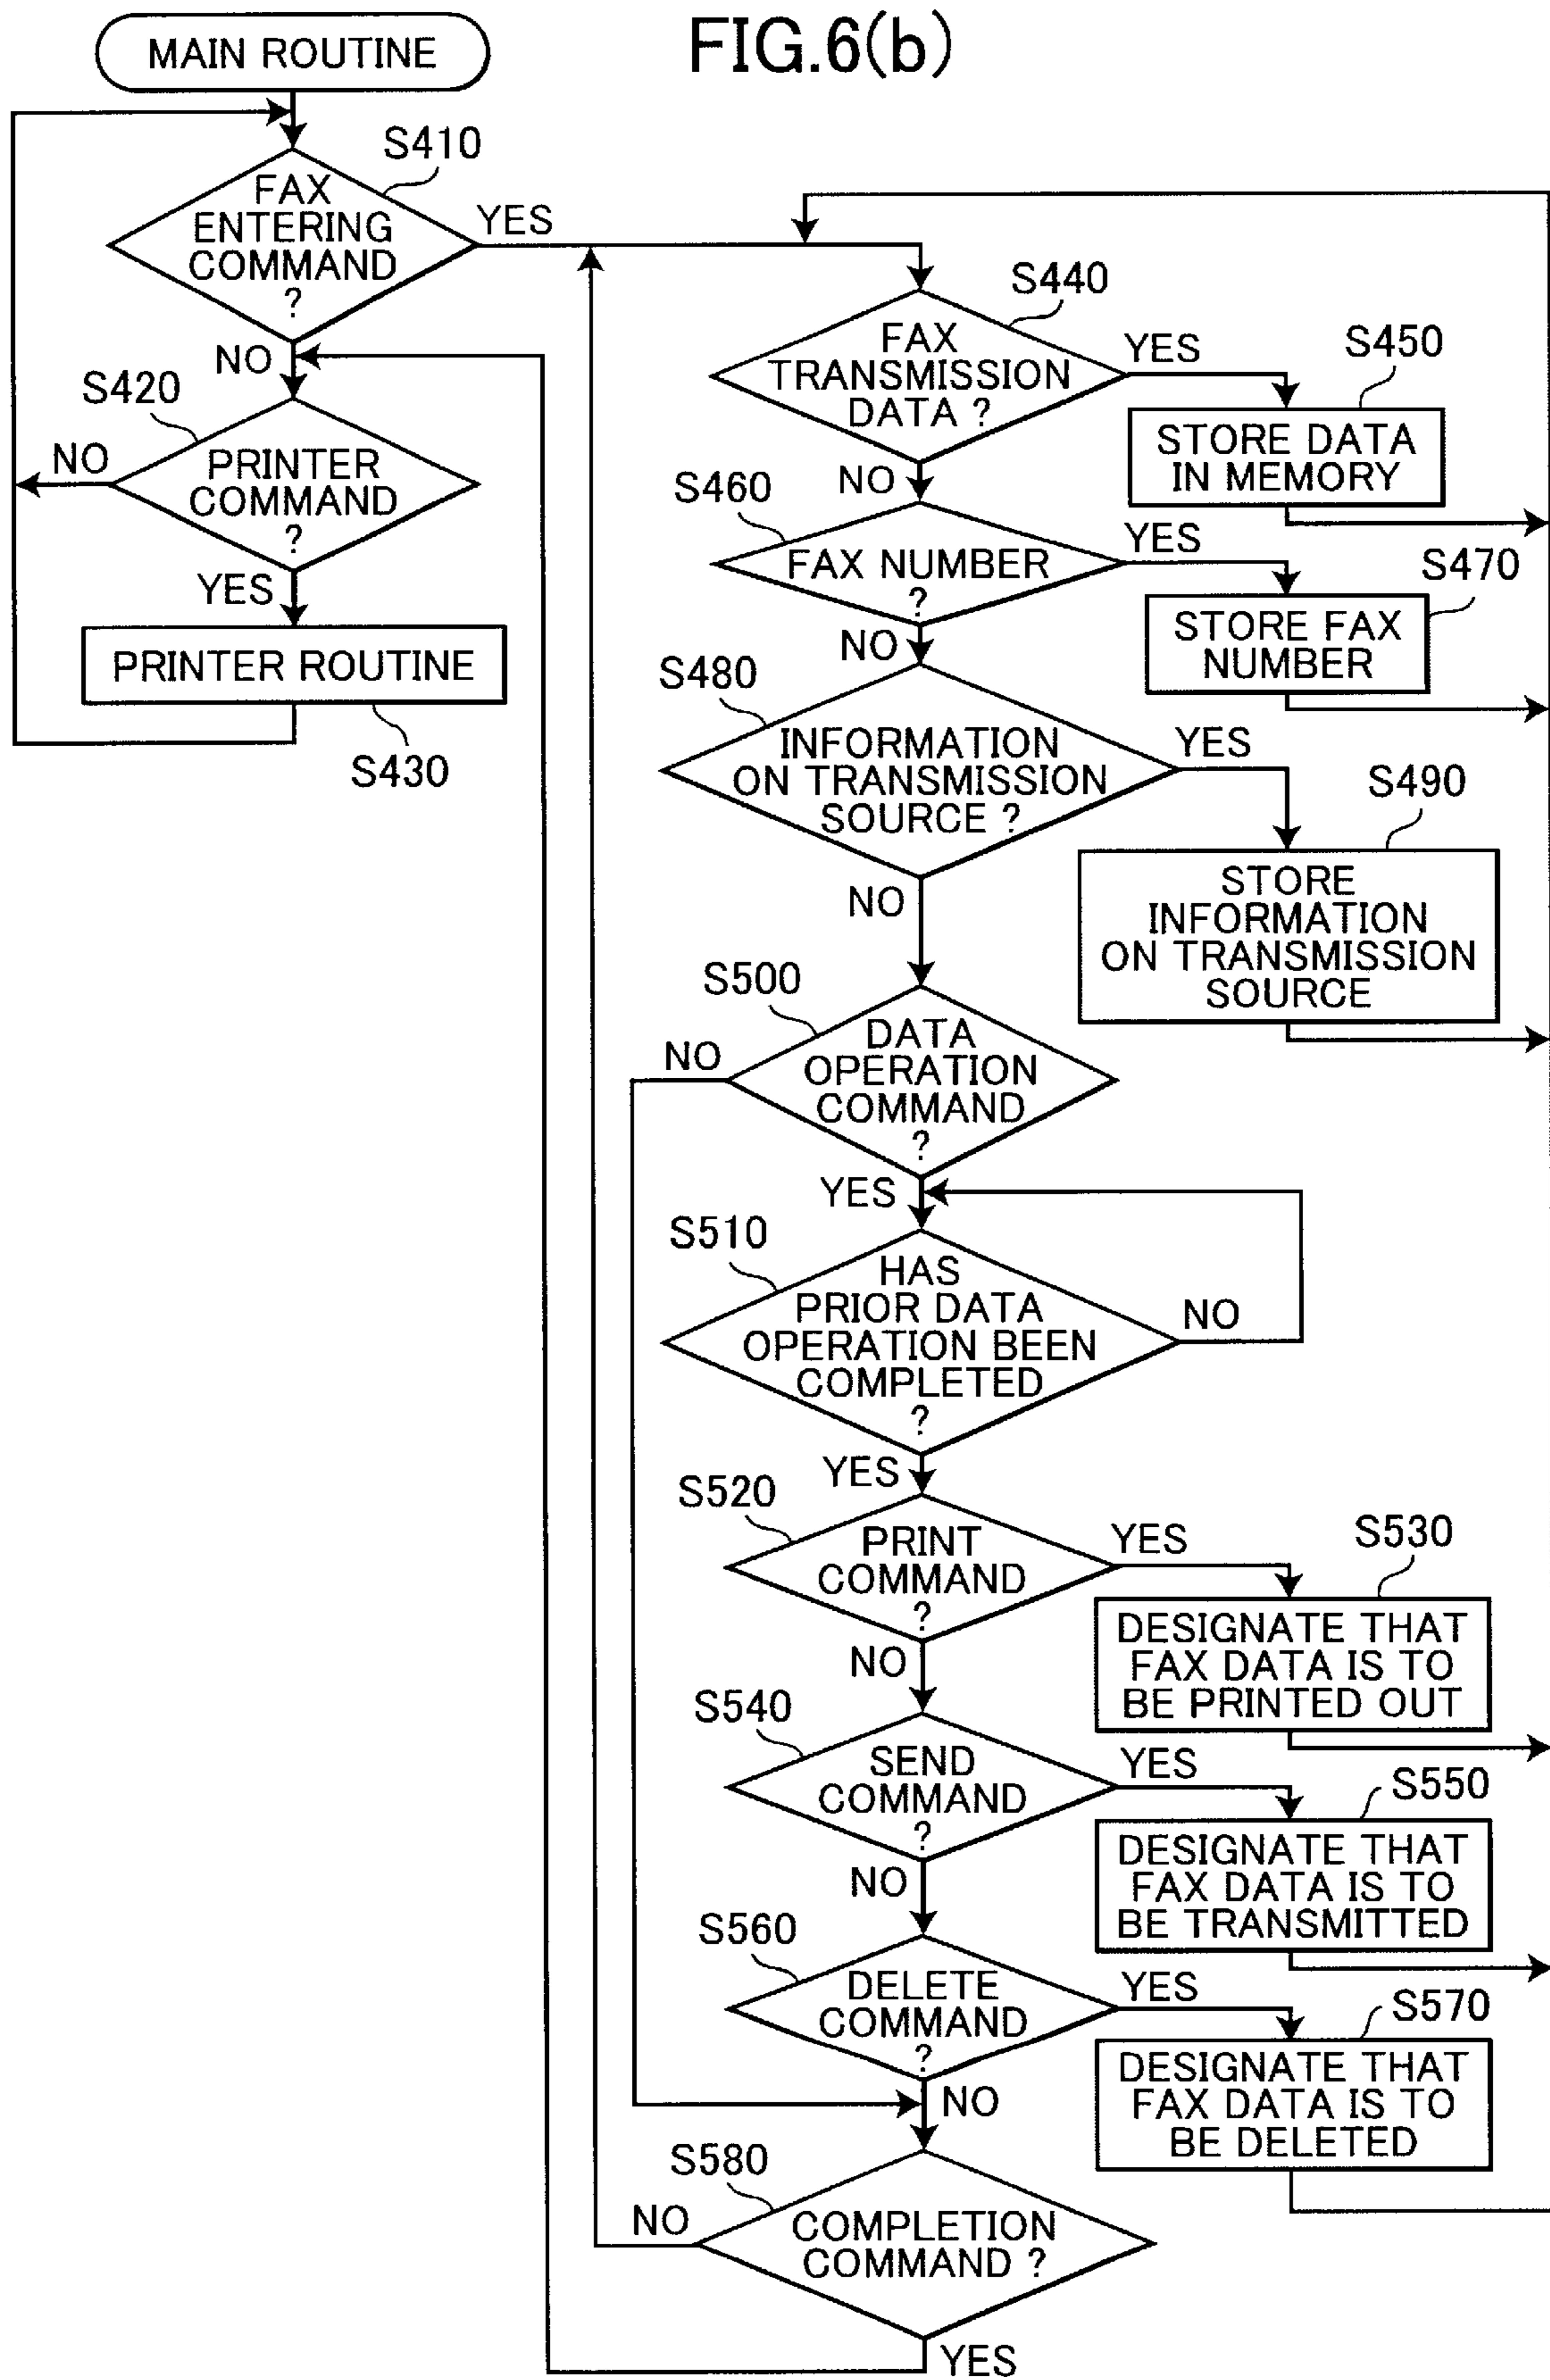 FIG.6(b)
MAIN ROUTINE
S410
FAX
ENTERING
COMMAND
?
YES
NO
S420
PRINTER
COMMAND
?
NO
YES
PRINTER ROUTINE
S430
S440
FAX
TRANSMISSION
DATA ?
YES
S450
STORE DATA
IN MEMORY
NO
S460
FAX NUMBER
?
YES
S470
STORE FAX
NUMBER
NO
S480
INFORMATION
ON TRANSMISSION
SOURCE ?
YES
S490
STORE
INFORMATION
ON TRANSMISSION
SOURCE
NO
S500
DATA
OPERATION
COMMAND
?
NO
YES
S510
HAS
PRIOR DATA
OPERATION BEEN
COMPLETED
?
NO
YES
S520
PRINT
COMMAND
?
YES
S530
DESIGNATE THAT
FAX DATA IS TO
BE PRINTED OUT
NO
S540
SEND
COMMAND
?
YES
S550
DESIGNATE THAT
FAX DATA IS TO
BE TRANSMITTED
NO
S560
DELETE
COMMAND
?
YES
S570
DESIGNATE THAT
FAX DATA IS TO
BE DELETED
NO
S580
COMPLETION
COMMAND ?
NO
YES